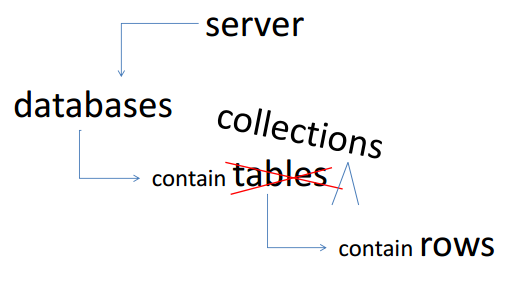 server
databases
collections
contain tables
contain rows